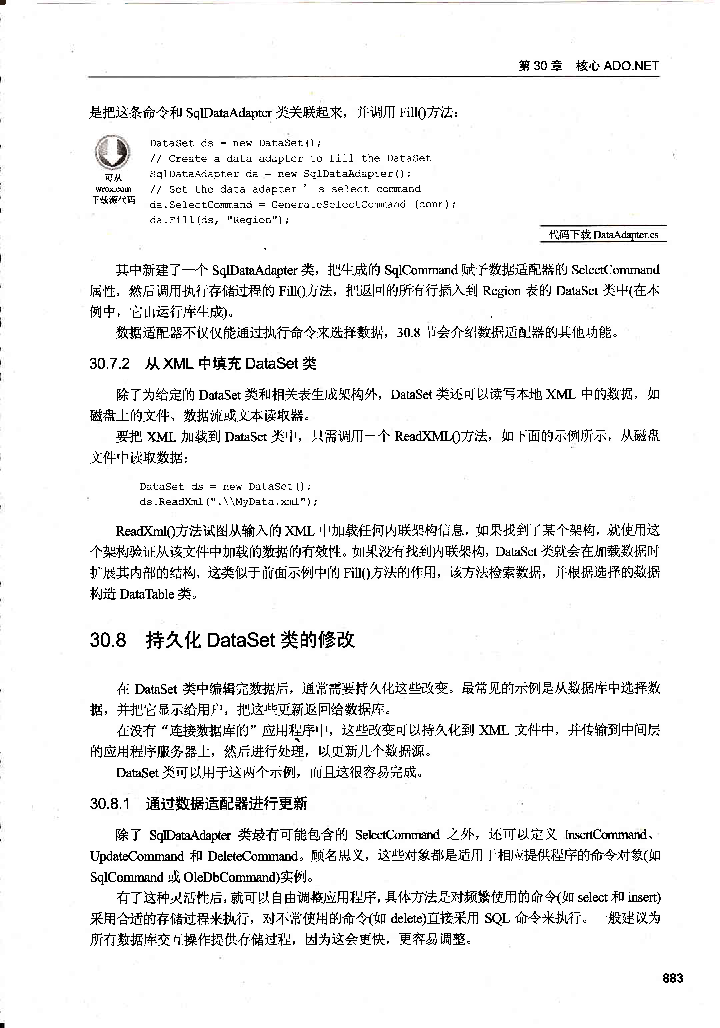 第 30 章 核心 ADO.NET
是把这条命令和 SqlDataAdapter 类关联起来，并调用 Fill()方法：
DataSet ds = new DataSet();
// Create a data adapter to fill the DataSet
SqlDataAdapter da = new SqlDataAdapter();
// Set the data adapter ' s select command
da.SelectCommand = GenerateSelectCommand (conn);
da.Fill(ds, "Region");
可从
wrox.com
下载源代码
代码下载 DataAdapter.cs
其中新建了一个 SqlDataAdapter 类，把生成的 SqlCommand 赋予数据适配器的 SelectCommand
属性，然后调用执行存储过程的 Fill()方法，把返回的所有行插入到 Region 表的 DataSet 类中(在本
例中，它由运行库生成)。
数据适配器不仅仅能通过执行命令来选择数据，30.8 节会介绍数据适配器的其他功能。
30.7.2 从 XML 中填充 DataSet 类
除了为给定的 DataSet 类和相关表生成架构外，DataSet 类还可以读写本地 XML 中的数据，如
磁盘上的文件、数据流或文本读取器。
要把 XML 加载到 DataSet 类中，只需调用一个 ReadXML()方法，如下面的示例所示，从磁盘
文件中读取数据：
DataSet ds = new DataSet();
ds.ReadXml(".\\MyData.xml");
ReadXml()方法试图从输入的 XML 中加载任何内联架构信息，如果找到了某个架构，就使用这
个架构验证从该文件中加载的数据的有效性。如果没有找到内联架构，DataSet 类就会在加载数据时
扩展其内部的结构，这类似于前面示例中的 Fill()方法的作用，该方法检索数据，并根据选择的数据
构造 DataTable 类。
30.8 持久化 DataSet 类的修改
在 DataSet 类中编辑完数据后，通常需要持久化这些改变。最常见的示例是从数据库中选择数
据，并把它显示给用户，把这些更新返回给数据库。
在没有“连接数据库的”应用程序中，这些改变可以持久化到 XML 文件中，并传输到中间层
的应用程序服务器上，然后进行处理，以更新几个数据源。
DataSet 类可以用于这两个示例，而且这很容易完成。
30.8.1 通过数据适配器进行更新
除了 SqlDataAdapter 类最有可能包含的 SelectCommand 之外，还可以定义 InsertCommand、
UpdateCommand 和 DeleteCommand。顾名思义，这些对象都是适用于相应提供程序的命令对象(如
SqlCommand 或 OleDbCommand)实例。
有了这种灵活性后，就可以自由调整应用程序，具体方法是对频繁使用的命令(如 select 和 insert)
采用合适的存储过程来执行，对不常使用的命令(如 delete)直接采用 SQL 命令来执行。一般建议为
所有数据库交互操作提供存储过程，因为这会更快，更容易调整。
883